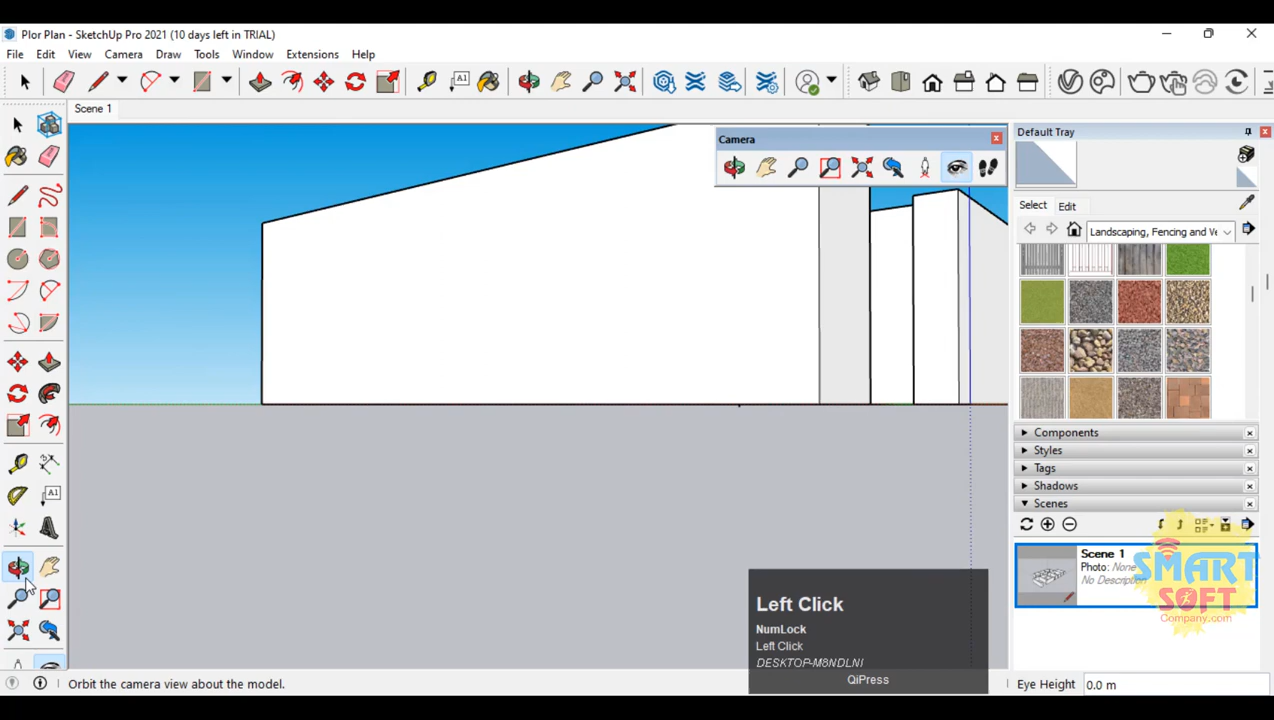 Plor Plan - SketchUp Pro 2021 (10 days left in TRIAL)
File Edit View Camera Draw Tools Window Extensions Help
Scene 1
Camera
Default Tray
Select Edit
Landscaping, Fencing and Ve
A1
A1
Components
Styles
Tags
Shadows
Scenes
Scene 1
Photo: None
No Description
SMART
SOFT
Company.com
Left Click
NumLock
Left Click
DESKTOP-M8NDLNI
QiPress
Orbit the camera view about the model.
Eye Height 0.0 m